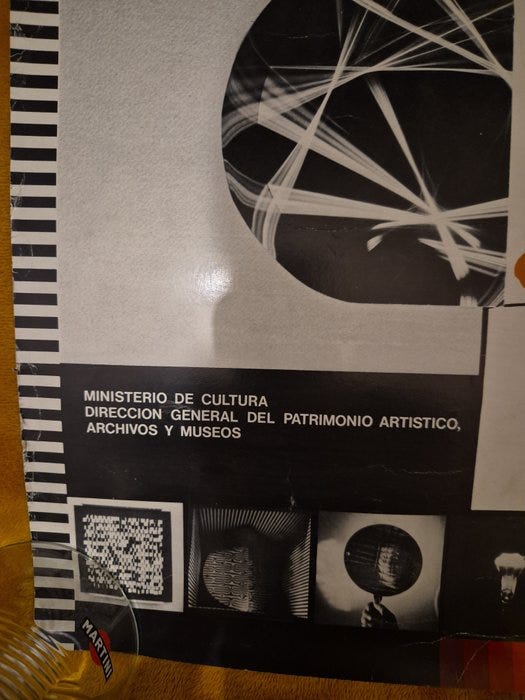 MINISTERIO DE CULTURA
DIRECCION GENERAL DEL PATRIMONIO ARTISTICO,
ARCHIVOS Y MUSEOS
MARTINI